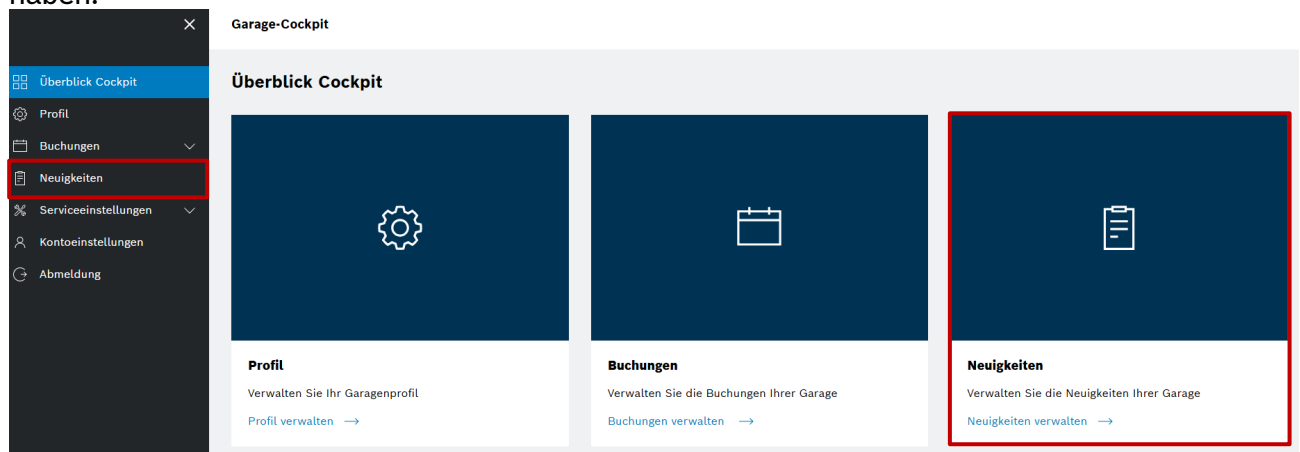 haben.
Garage-Cockpit
Überblick Cockpit
Profil
Buchungen
Neuigkeiten
Serviceeinstellungen
Kontoeinstellungen
Abmeldung
Überblick Cockpit
Profil
Verwalten Sie Ihr Garagenprofil
Profil verwalten →
Buchungen
Verwalten Sie die Buchungen Ihrer Garage
Buchungen verwalten →
Neuigkeiten
Verwalten Sie die Neuigkeiten Ihrer Garage
Neuigkeiten verwalten →